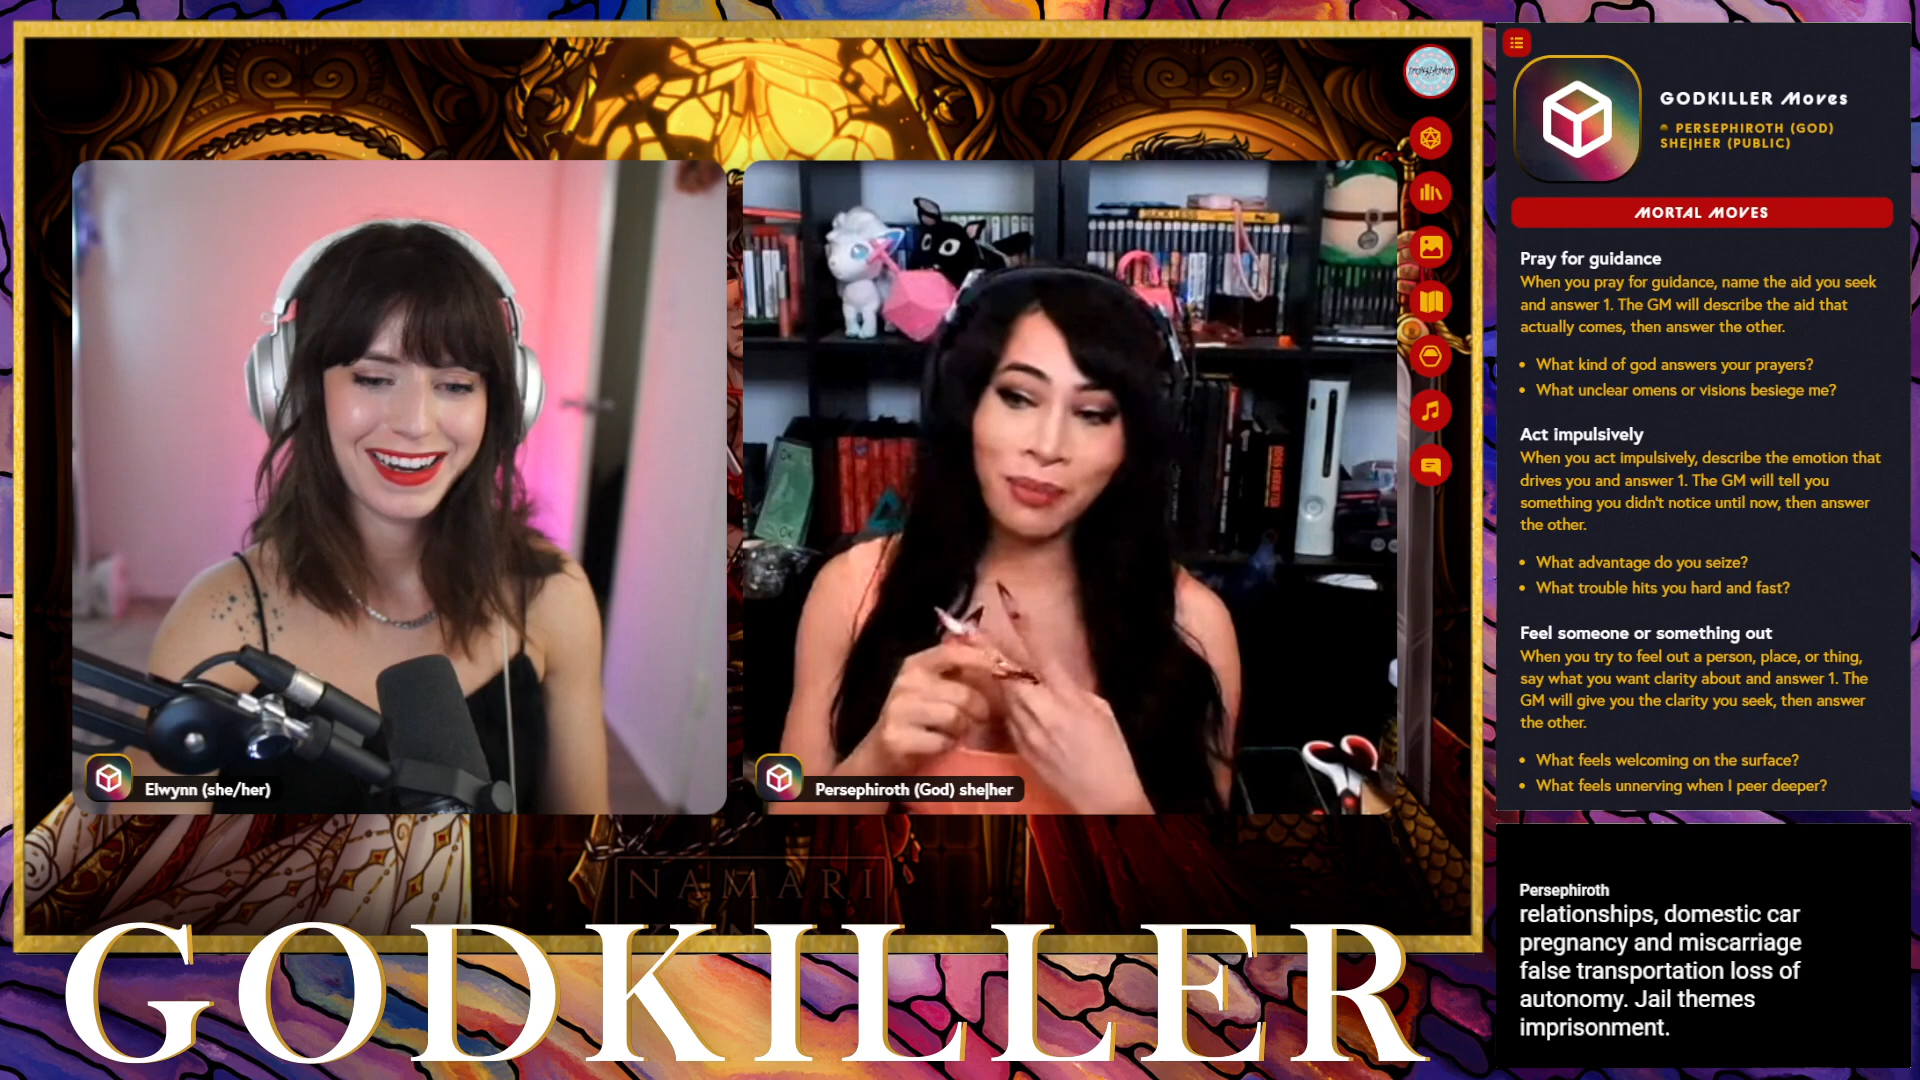 Elwynn (she/her)
Persephiroth (God) she|her
NAMARI
GODKILLER
GODKILLER Moves
PERSEPHIROTH (GOD)
SHE|HER (PUBLIC)
MORTAL MOVES
Pray for guidance
When you pray for guidance, name the aid you seek
and answer 1. The GM will describe the aid that
actually comes, then answer the other.
• What kind of god answers your prayers?
• What unclear omens or visions besiege me?
Act impulsively
When you act impulsively, describe the emotion that
drives you and answer 1. The GM will tell you
something you didn't notice until now, then answer
the other.
• What advantage do you seize?
• What trouble hits you hard and fast?
Feel someone or something out
When you try to feel out a person, place, or thing,
say what you want clarity about and answer 1. The
GM will give you the clarity you seek, then answer
the other.
• What feels welcoming on the surface?
• What feels unnerving when I peer deeper?
Persephiroth
relationships, domestic car
pregnancy and miscarriage
false transportation loss of
autonomy. Jail themes
imprisonment.